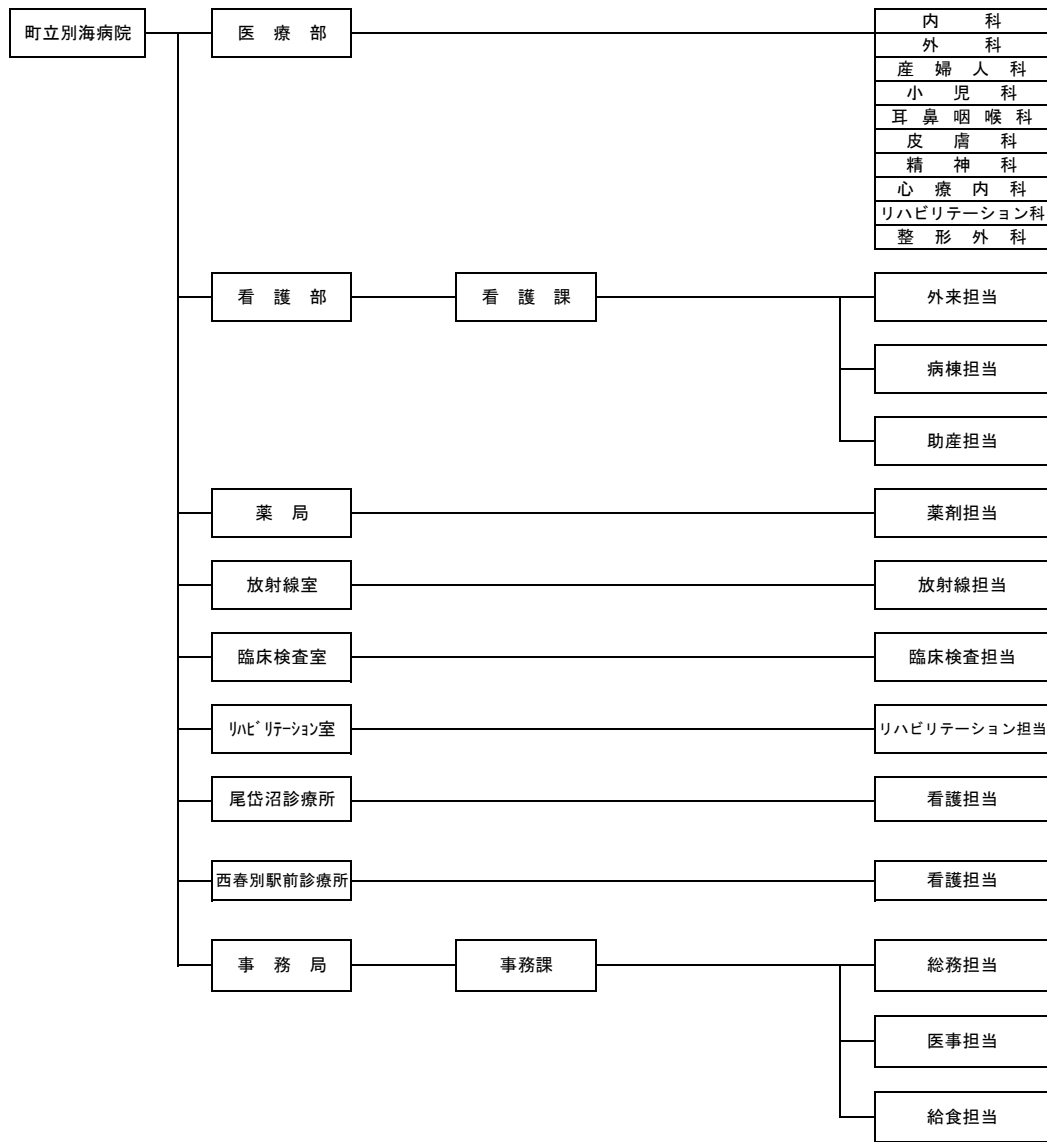 町立別海病院
医療部
内科
外科
産婦人科
小児科
耳鼻咽喉科
皮膚科
精神科
心療内科
リハビリテーション科
整形外科
看護部
看護課
外来担当
病棟担当
助産担当
薬局
薬剤担当
放射線室
放射線担当
臨床検査室
臨床検査担当
ﾘﾊﾋﾞﾘﾃｰｼｮﾝ室
リハビリテーション担当
尾岱沼診療所
看護担当
西春別駅前診療所
看護担当
事務局
事務課
総務担当
医事担当
給食担当